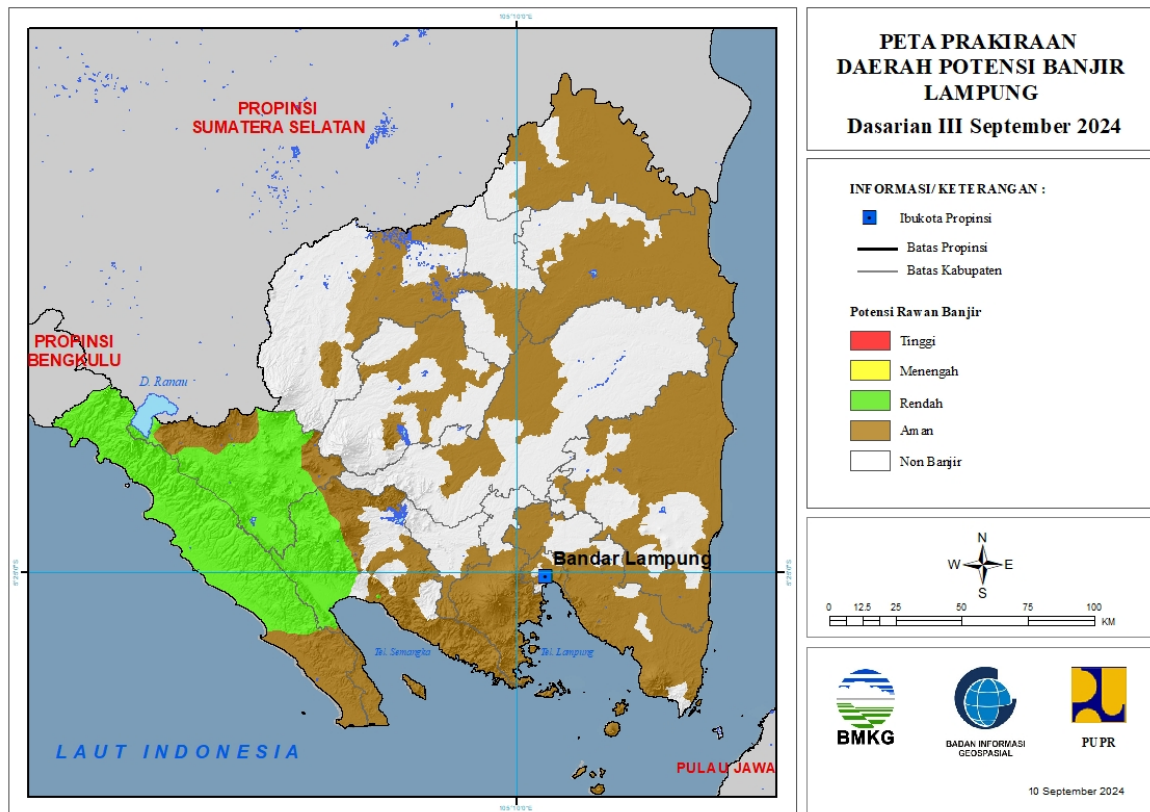 PETA PRAKIRAAN
DAERAH POTENSI BANJIR
LAMPUNG
Dasarian III September 2024
PROPINSI
SUMATERA SELATAN
PROPINSI
BENGKULU
D. Ranau
Bandar Lampung
Tel. Semangka
Tel. Lampung
LAUT INDONESIA
PULAU JAWA
INFORMASI/ KETERANGAN :
Ibukota Propinsi
Batas Propinsi
Batas Kabupaten
Potensi Rawan Banjir
Tinggi
Menengah
Rendah
Aman
Non Banjir
N
W E
S
0 12.5 25 50 75 100
KM
BMKG
BADAN INFORMASI
GEOSPASIAL
PUPR
10 September 2024